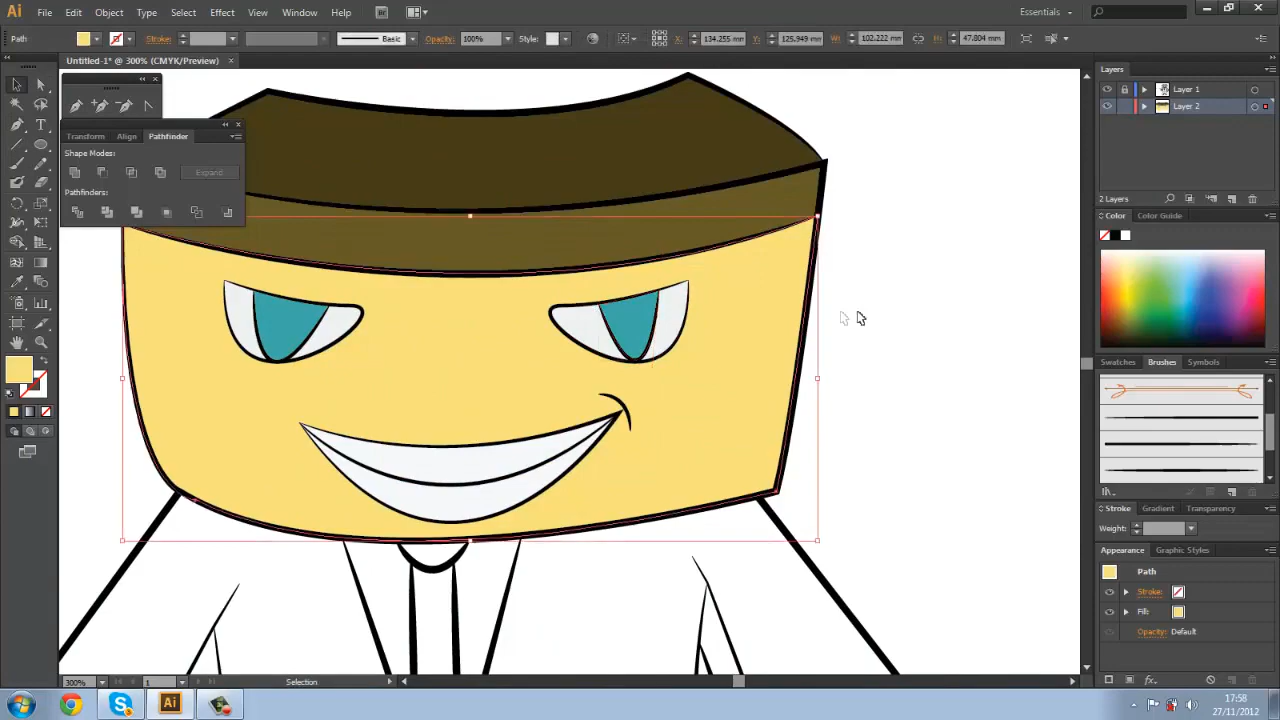 Ai File Edit Object Type Select Effect View Window Help Br Essentials
Path Stroke: Basic Opacity: 100% Style: X: 134.255 mm Y: 125.949 mm W: 102.222 mm H: 47.804 mm
Untitled-1* @ 300% (CMYK/Preview)
Transform Align Pathfinder
Shape Modes:
Expand
Pathfinders:
Layers
Layer 1
Layer 2
2 Layers
Color Color Guide
Swatches Brushes Symbols
Stroke Gradient Transparency
Weight:
Appearance Graphic Styles
Path
Stroke:
Fill:
Opacity: Default
300% 1 Selection
Ai
17:58
27/11/2012